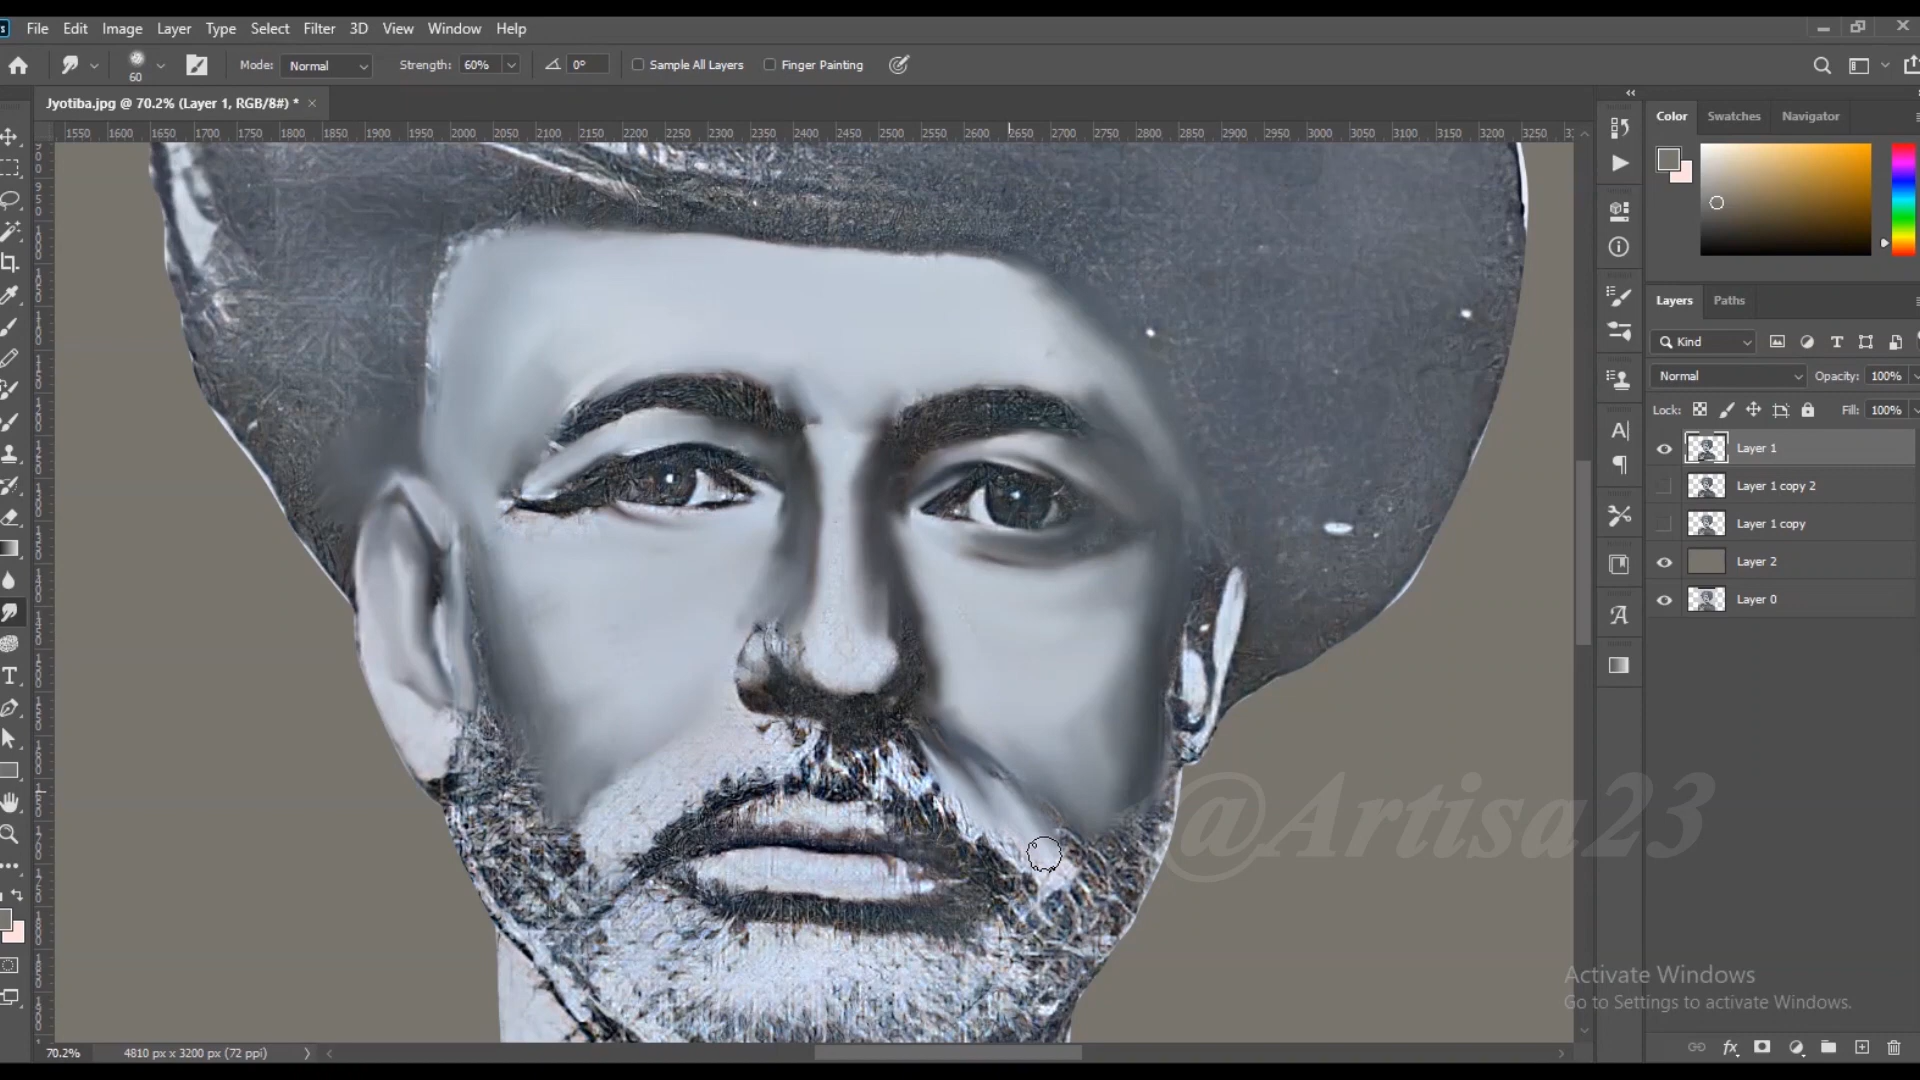 File Edit Image Layer Type Select Filter 3D View Window Help
60 Mode: Normal Strength: 60% 0° Sample All Layers Finger Painting
Jyotiba.jpg @ 70.2% (Layer 1, RGB/8#) * ×
1550 1600 1650 1700 1750 1800 1850 1900 1950 2000 2050 2100 2150 2200 2250 2300 2350 2400 2450 2500 2550 2600 2650 2700 2750 2800 2850 2900 2950 3000 3050 3100 3150 3200 3250
Color Swatches Navigator
Layers Paths
Kind
Normal Opacity: 100%
Lock: Fill: 100%
Layer 1
Layer 1 copy 2
Layer 1 copy
Layer 2
Layer 0
@Artisa23
Activate Windows
Go to Settings to activate Windows.
70.2% 4810 px x 3200 px (72 ppi)